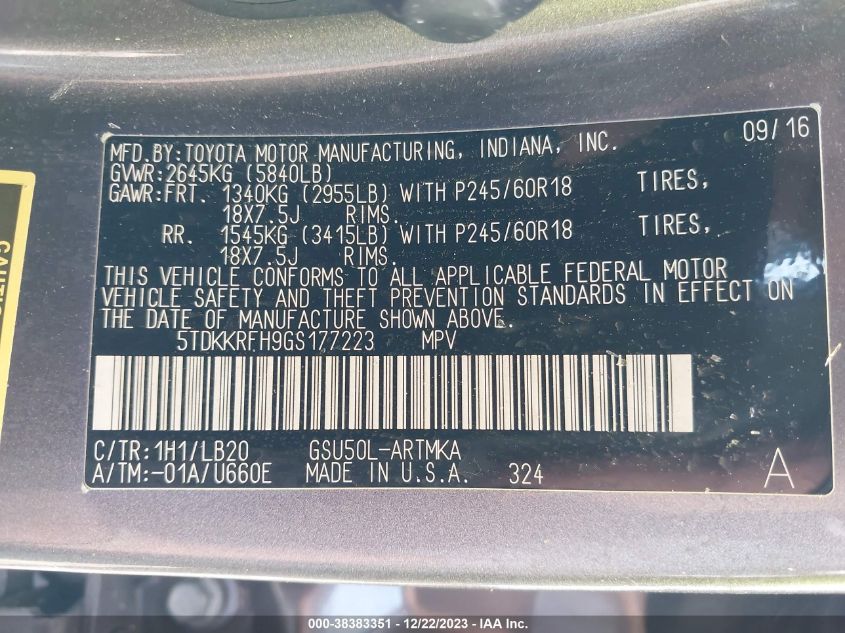 MFD.BY:TOYOTA MOTOR MANUFACTURING, INDIANA, INC. 09/16
GVWR:2645KG (5840LB)
GAWR:FRT. 1340KG (2955LB) WITH P245/60R18 TIRES,
18X7.5J RIMS.
RR. 1545KG (3415LB) WITH P245/60R18 TIRES,
18X7.5J RIMS.
THIS VEHICLE CONFORMS TO ALL APPLICABLE FEDERAL MOTOR
VEHICLE SAFETY AND THEFT PREVENTION STANDARDS IN EFFECT ON
THE DATE OF MANUFACTURE SHOWN ABOVE.
5TDKKRFH9GS177223 MPV
C/TR:1H1/LB20 GSU50L-ARTMKA
A/TM:-01A/U660E MADE IN U.S.A. 324 A
000-38383351 - 12/22/2023 - IAA Inc.